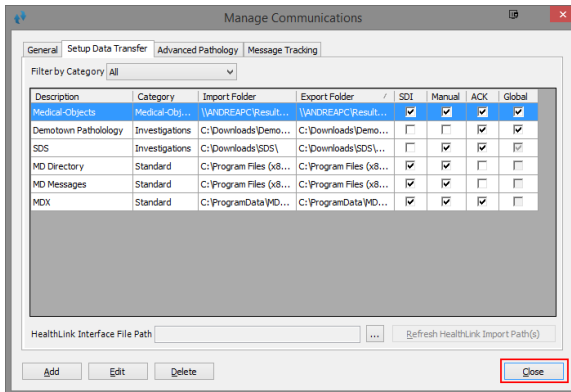 Manage Communications
General Setup Data Transfer Advanced Pathology Message Tracking
Filter by Category All
Description Category Import Folder Export Folder / SDI Manual ACK Global
Medical-Objects Medical-Obj... \\ANDREAPC\Result... \\ANDREAPC\Result...
Demotown Patholology Investigations C:\Downloads\Demo... C:\Downloads\Demo...
SDS Investigations C:\Downloads\SDS\ C:\Downloads\SDS\...
MD Directory Standard C:\Program Files (x8... C:\Program Files (x8...
MD Messages Standard C:\Program Files (x8... C:\Program Files (x8...
MDX Standard C:\ProgramData\MD... C:\ProgramData\MD...
HealthLink Interface File Path ... Refresh HealthLink Import Path(s)
Add Edit Delete Close